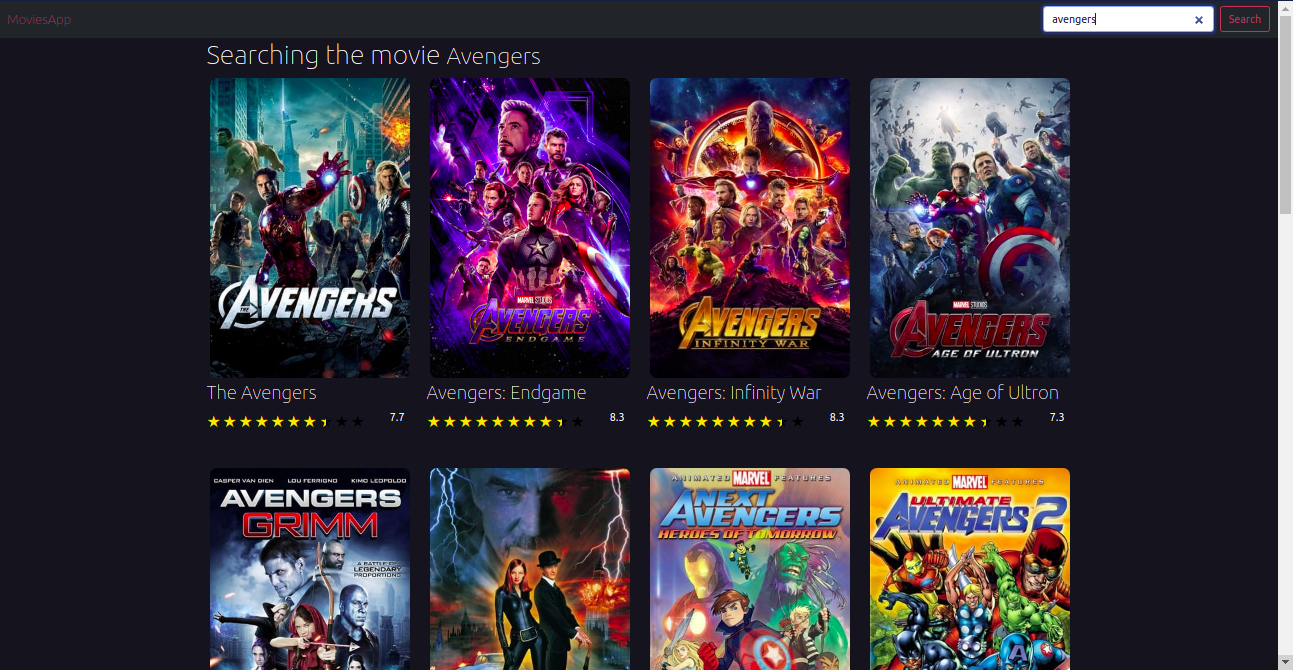 MoviesApp
avengers
Search
Searching the movie Avengers
THE AVENGERS
MARVEL STUDIOS
AVENGERS
ENDGAME
AVENGERS
INFINITY WAR
MARVEL STUDIOS
AVENGERS
AGE OF ULTRON
The Avengers
Avengers: Endgame
Avengers: Infinity War
Avengers: Age of Ultron
7.7
8.3
8.3
7.3
CASPER VAN DIEN LOU FERRIGNO KIMO LEOPOLDO
AVENGERS
GRIMM
A BATTLE OF
LEGENDARY
PROPORTIONS
ANIMATED MARVEL FEATURES
NEXT
AVENGERS
HEROES OF TOMORROW
ANIMATED MARVEL FEATURES
ULTIMATE
AVENGERS 2